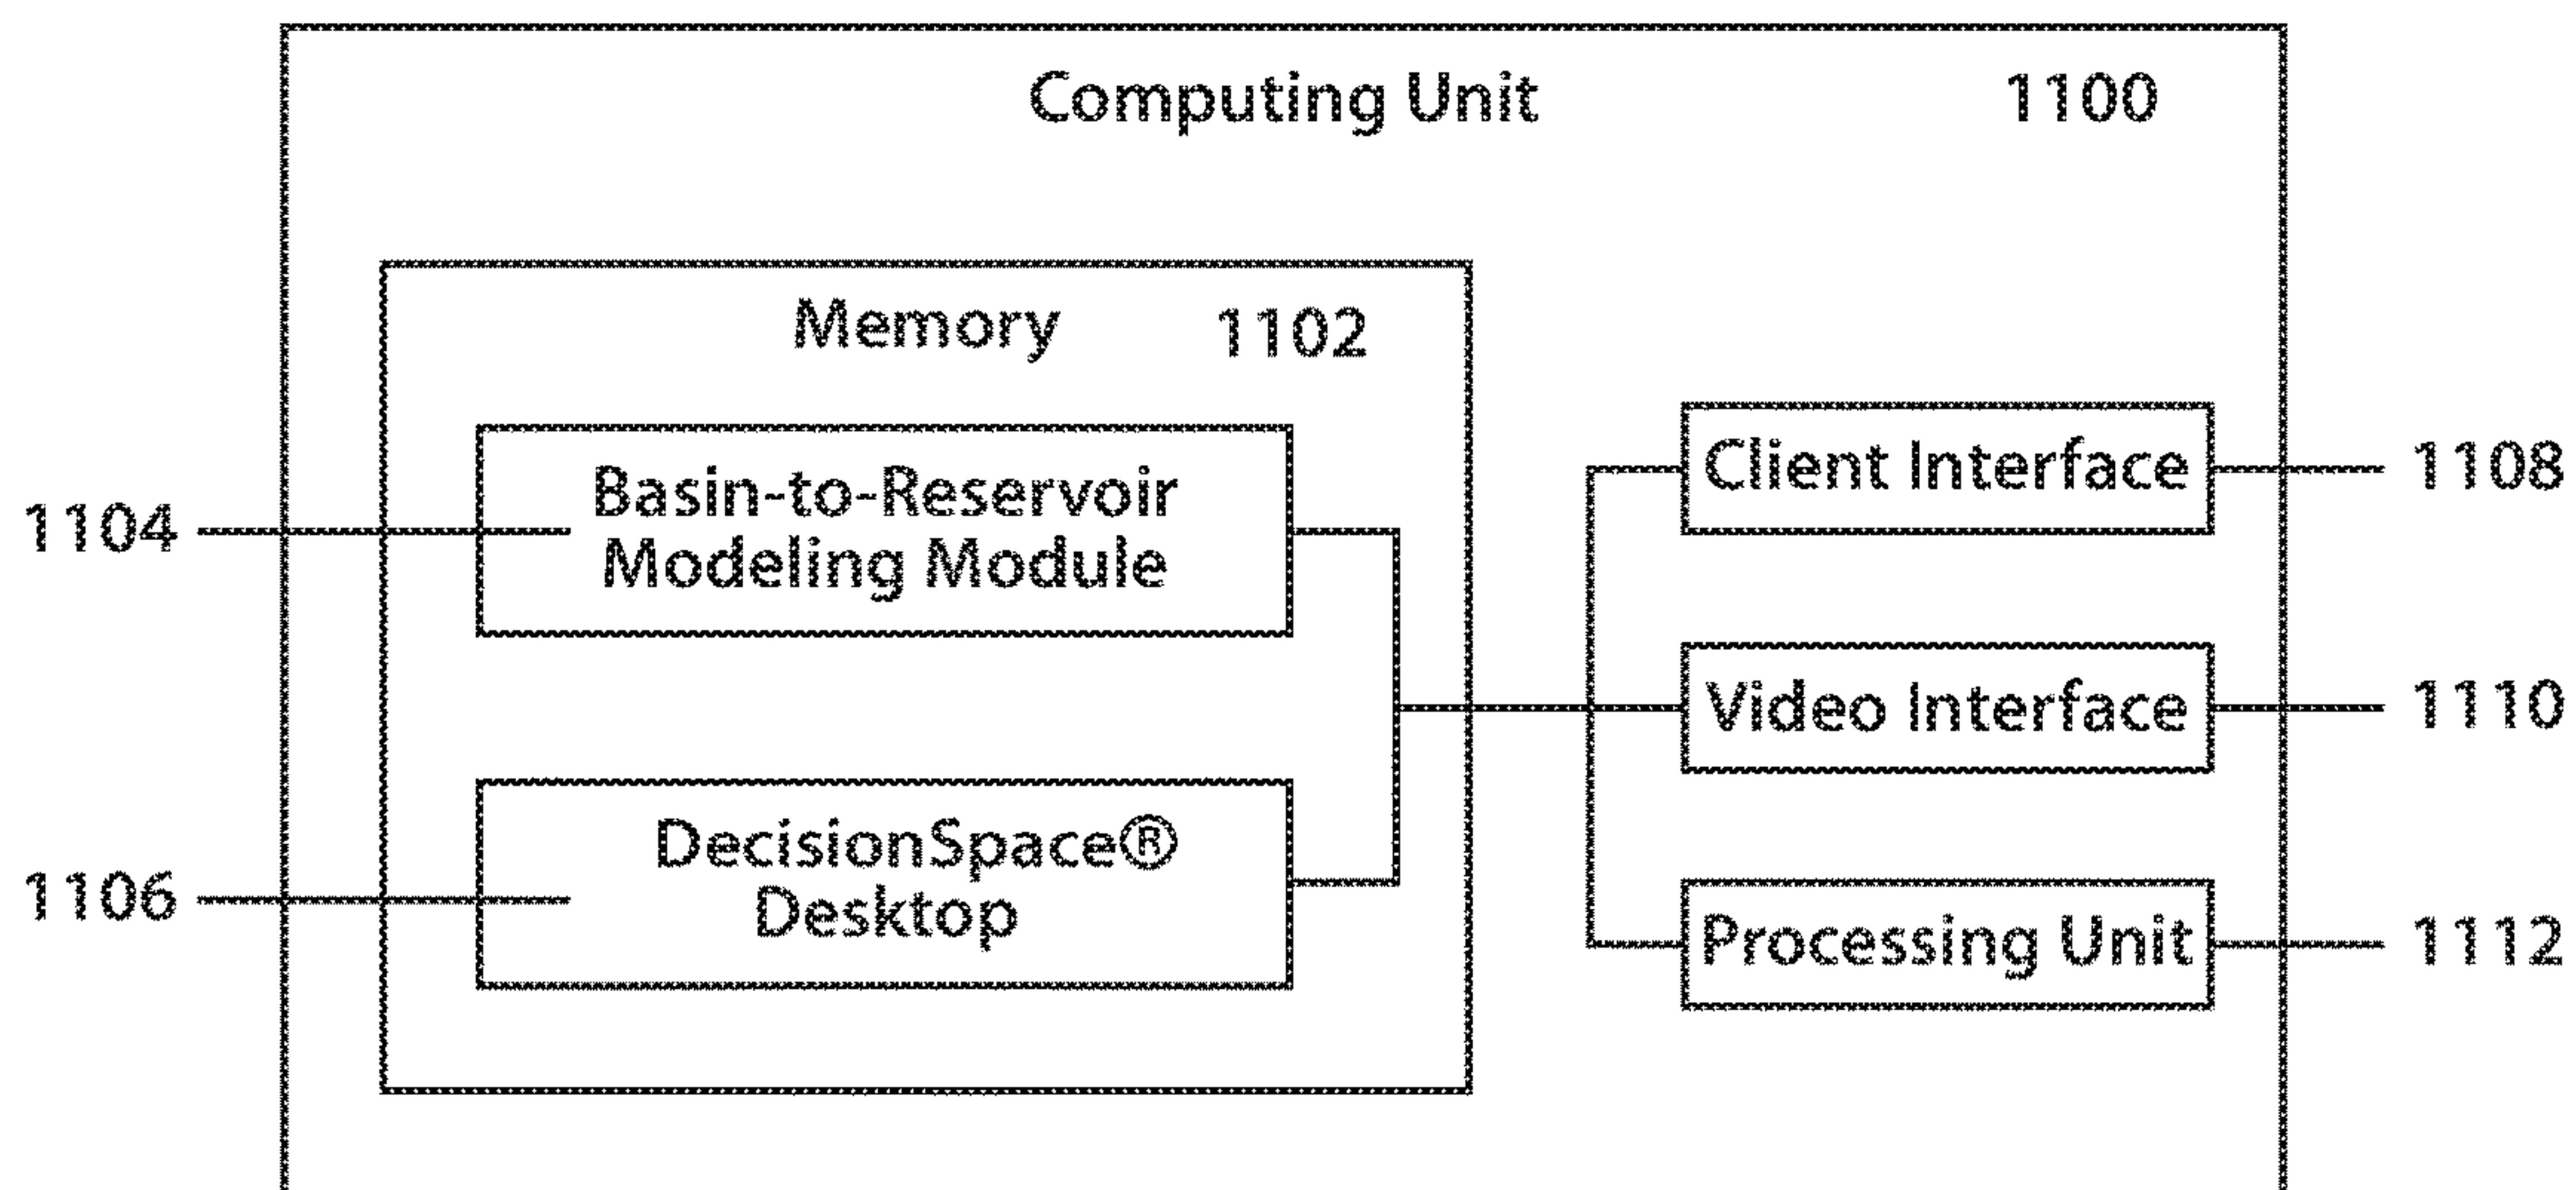 Computing Unit 1100
Memory 1102
1104
Basin-to-Reservoir
Modeling Module
1106
DecisionSpace®
Desktop
Client Interface 1108
Video Interface 1110
Processing Unit 1112